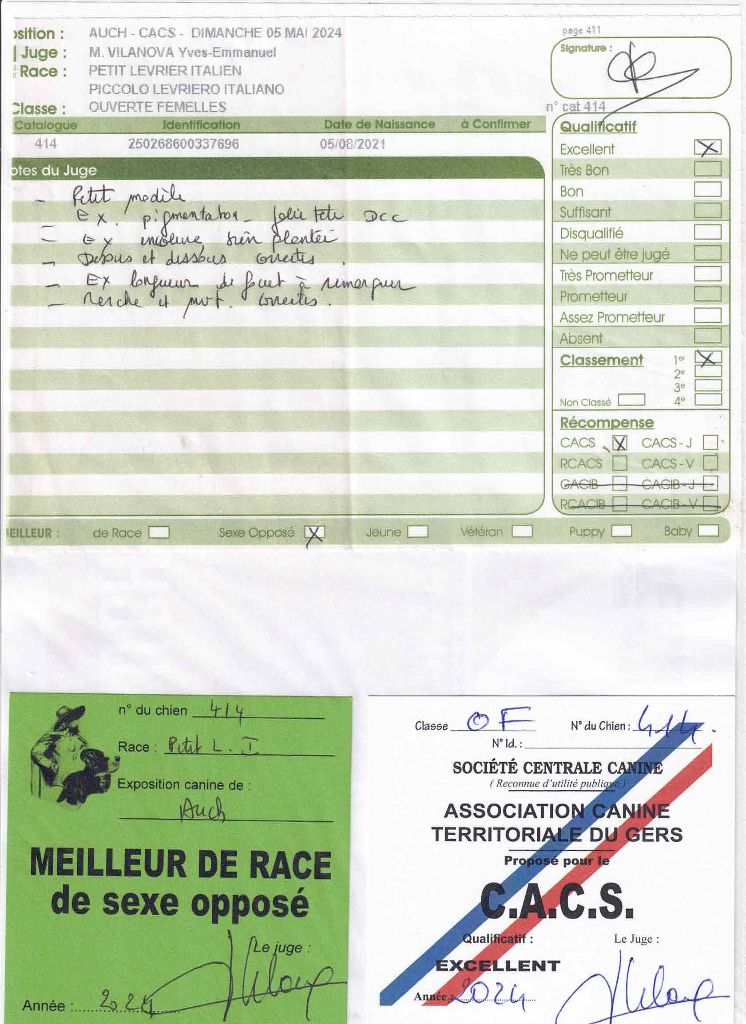 sition : AUCH - CACS - DIMANCHE 05 MAI 2024
Juge : M. VILANOVA Yves-Emmanuel
Race : PETIT LEVRIER ITALIEN
PICCOLO LEVRIERO ITALIANO
Classe : OUVERTE FEMELLES
page 411
Signature :
n° cat 414
Catalogue Identification Date de Naissance à Confirmer
414 250268600337696 05/08/2021
otes du Juge
- Petit modèle
- Ex. pigmentation jolie tête DCC
- Ex bien plantée
- Dessus et dessous correctes.
- Ex longueur de fouet à remarquer
- et mvt. correctes.
Qualificatif
Excellent X
Très Bon
Bon
Suffisant
Disqualifié
Ne peut être jugé
Très Prometteur
Prometteur
Assez Prometteur
Absent
Classement 1er X
2e
3e
Non Classé 4e
Récompense
CACS X CACS - J
RCACS CACS - V
CACIB CACIB - J
RCACIB CACIB - V
EILLEUR : de Race Sexe Opposé X Jeune Vétéran Puppy Baby
n° du chien 414
Race : Petit L. I
Exposition canine de :
Auch
MEILLEUR DE RACE
de sexe opposé
Le juge :
Année : 2024
Classe OF N° du Chien : 414.
N° Id. :
SOCIÉTÉ CENTRALE CANINE
( Reconnue d'utilité publique )
ASSOCIATION CANINE
TERRITORIALE DU GERS
Proposé pour le
C.A.C.S.
Qualificatif : Le Juge :
EXCELLENT
Année : 2024